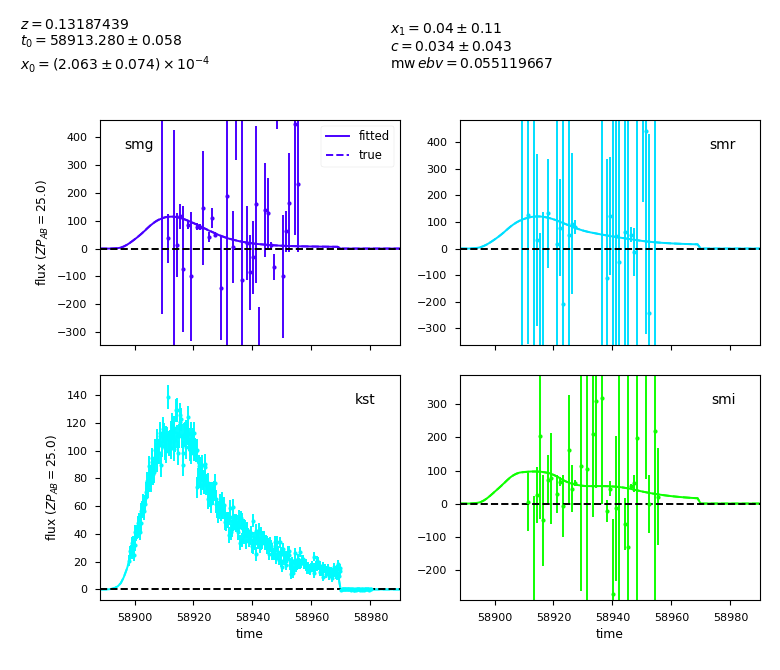 z = 0.13187439
t₀ = 58913.280 ± 0.058
x₀ = (2.063 ± 0.074) × 10⁻⁴
x₁ = 0.04 ± 0.11
c = 0.034 ± 0.043
mw ebv = 0.055119667
smg
fitted
true
400
300
200
100
0
−100
−200
−300
flux (ZP_AB = 25.0)
smr
400
300
200
100
0
−100
−200
−300
kst
140
120
100
80
60
40
20
0
flux (ZP_AB = 25.0)
58900 58920 58940 58960 58980
time
smi
300
200
100
0
−100
−200
58900 58920 58940 58960 58980
time